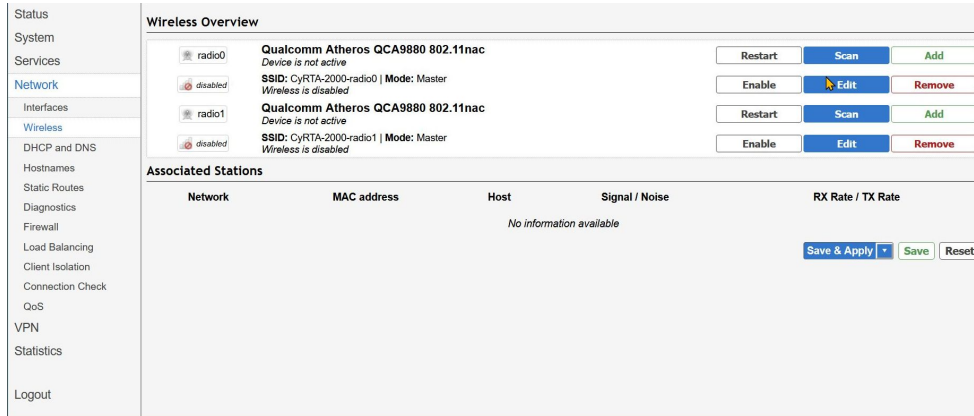 Status
System
Services
Network
Interfaces
Wireless
DHCP and DNS
Hostnames
Static Routes
Diagnostics
Firewall
Load Balancing
Client Isolation
Connection Check
QoS
VPN
Statistics
Logout
Wireless Overview
radio0
Qualcomm Atheros QCA9880 802.11nac
Device is not active
Restart Scan Add
disabled
SSID: CyRTA-2000-radio0 | Mode: Master
Wireless is disabled
Enable Edit Remove
radio1
Qualcomm Atheros QCA9880 802.11nac
Device is not active
Restart Scan Add
disabled
SSID: CyRTA-2000-radio1 | Mode: Master
Wireless is disabled
Enable Edit Remove
Associated Stations
Network MAC address Host Signal / Noise RX Rate / TX Rate
No information available
Save & Apply Save Reset